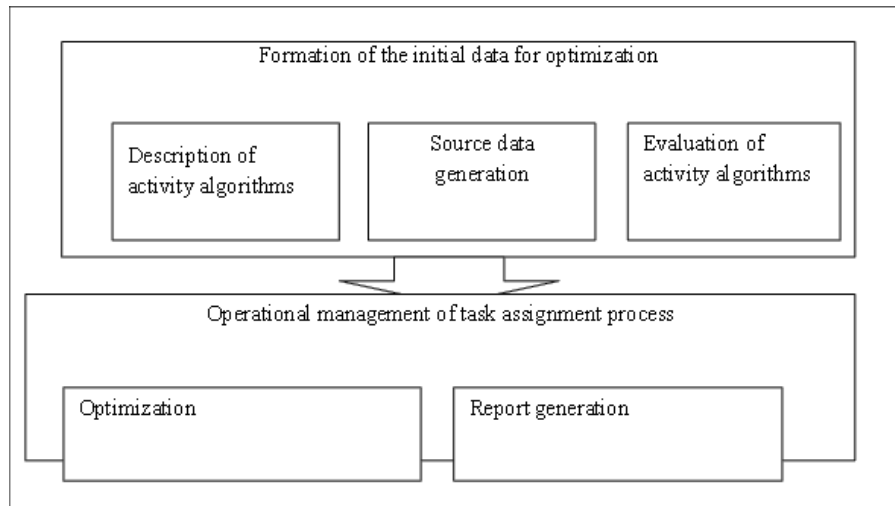 Formation of the initial data for optimization
Description of
activity algorithms
Source data
generation
Evaluation of
activity algorithms
Operational management of task assignment process
Optimization
Report generation